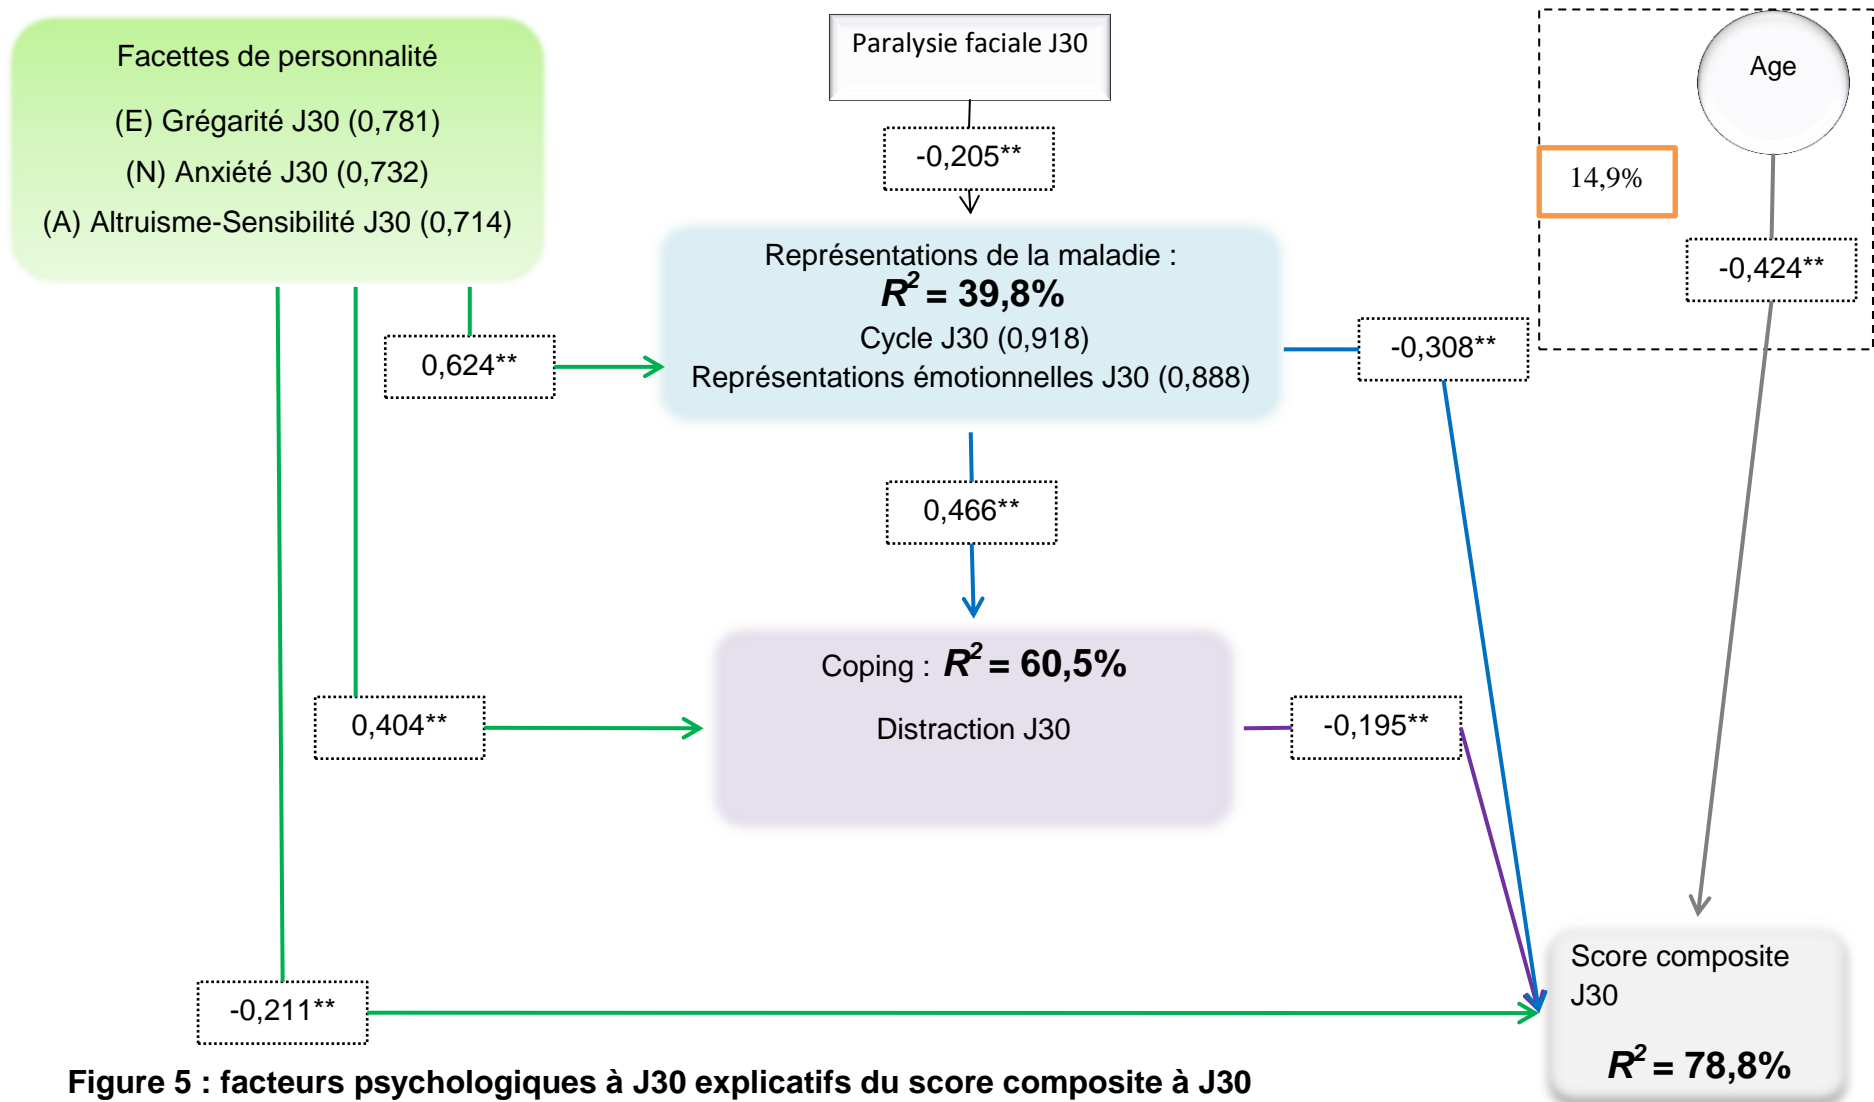 Facettes de personnalité
(E) Grégarité J30 (0,781)
(N) Anxiété J30 (0,732)
(A) Altruisme-Sensibilité J30 (0,714)
Paralysie faciale J30
-0,205**
Age
14,9%
-0,424**
Représentations de la maladie :
R² = 39,8%
Cycle J30 (0,918)
Représentations émotionnelles J30 (0,888)
0,624**
-0,308**
0,466**
Coping : R² = 60,5%
Distraction J30
0,404**
-0,195**
Score composite
J30
R² = 78,8%
-0,211**
Figure 5 : facteurs psychologiques à J30 explicatifs du score composite à J30